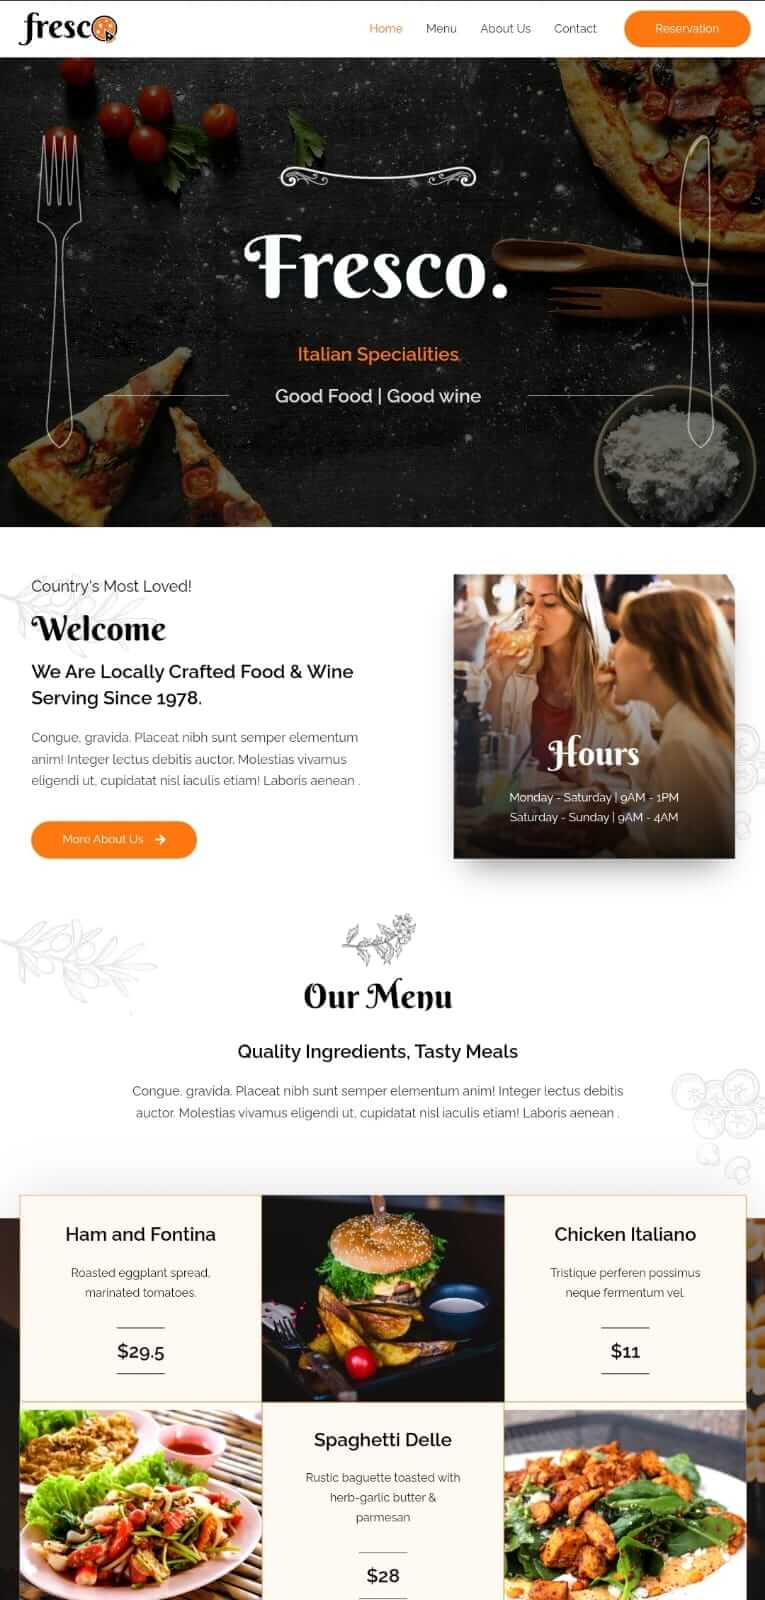 fresco
Home Menu About Us Contact Reservation
Fresco.
Italian Specialities
Good Food | Good wine
Country's Most Loved!
Welcome
We Are Locally Crafted Food & Wine
Serving Since 1978.
Congue, gravida. Placeat nibh sunt semper elementum
anim! Integer lectus debitis auctor. Molestias vivamus
eligendi ut, cupidatat nisl iaculis etiam! Laboris aenean .
More About Us
Hours
Monday - Saturday | 9AM - 1PM
Saturday - Sunday | 9AM - 4AM
Our Menu
Quality Ingredients, Tasty Meals
Congue, gravida. Placeat nibh sunt semper elementum anim! Integer lectus debitis
auctor. Molestias vivamus eligendi ut, cupidatat nisl iaculis etiam! Laboris aenean .
Ham and Fontina
Roasted eggplant spread,
marinated tomatoes.
$29.5
Chicken Italiano
Tristique perferen possimus
neque fermentum vel.
$11
Spaghetti Delle
Rustic baguette toasted with
herb-garlic butter &
parmesan
$28